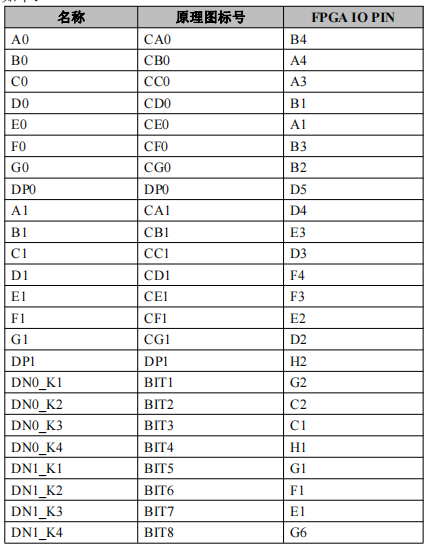 名称 原理图标号 FPGA IO PIN
A0 CA0 B4
B0 CB0 A4
C0 CC0 A3
D0 CD0 B1
E0 CE0 A1
F0 CF0 B3
G0 CG0 B2
DP0 DP0 D5
A1 CA1 D4
B1 CB1 E3
C1 CC1 D3
D1 CD1 F4
E1 CE1 F3
F1 CF1 E2
G1 CG1 D2
DP1 DP1 H2
DN0_K1 BIT1 G2
DN0_K2 BIT2 C2
DN0_K3 BIT3 C1
DN0_K4 BIT4 H1
DN1_K1 BIT5 G1
DN1_K2 BIT6 F1
DN1_K3 BIT7 E1
DN1_K4 BIT8 G6